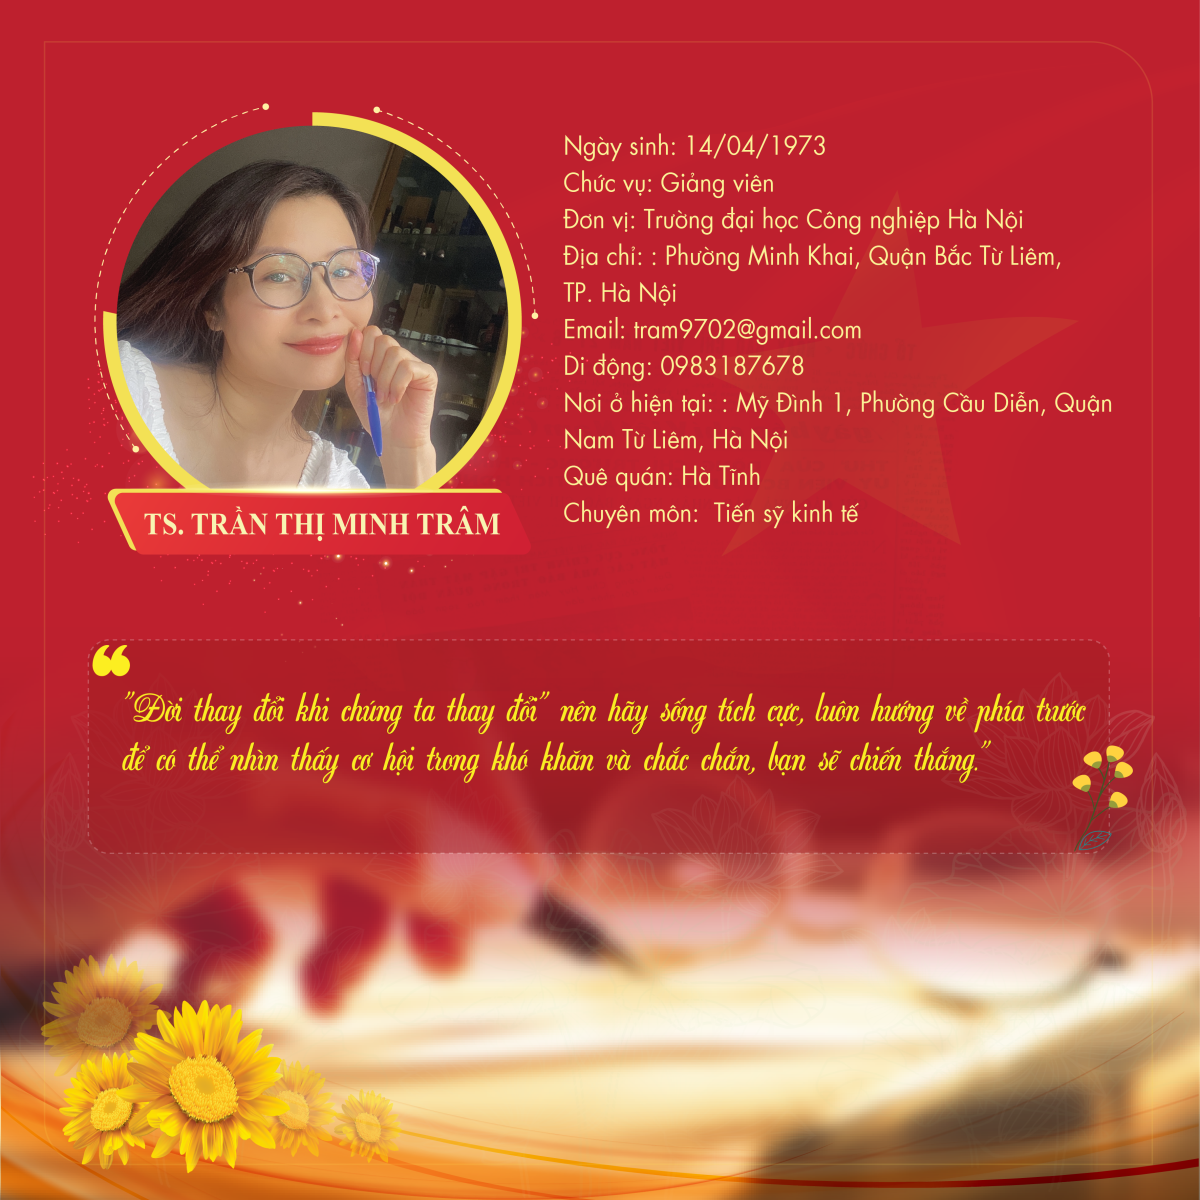 Ngày sinh: 14/04/1973
Chức vụ: Giảng viên
Đơn vị: Trường đại học Công nghiệp Hà Nội
Địa chỉ: : Phường Minh Khai, Quận Bắc Từ Liêm,
TP. Hà Nội
Email: tram9702@gmail.com
Di động: 0983187678
Nơi ở hiện tại: : Mỹ Đình 1, Phường Cầu Diễn, Quận
Nam Từ Liêm, Hà Nội
Quê quán: Hà Tĩnh
Chuyên môn:  Tiến sỹ kinh tế
TS. TRẦN THỊ MINH TRÂM
"Đời thay đổi khi chúng ta thay đổi" nên hãy sống tích cực, luôn hướng về phía trước
để có thể nhìn thấy cơ hội trong khó khăn và chắc chắn, bạn sẽ chiến thắng."